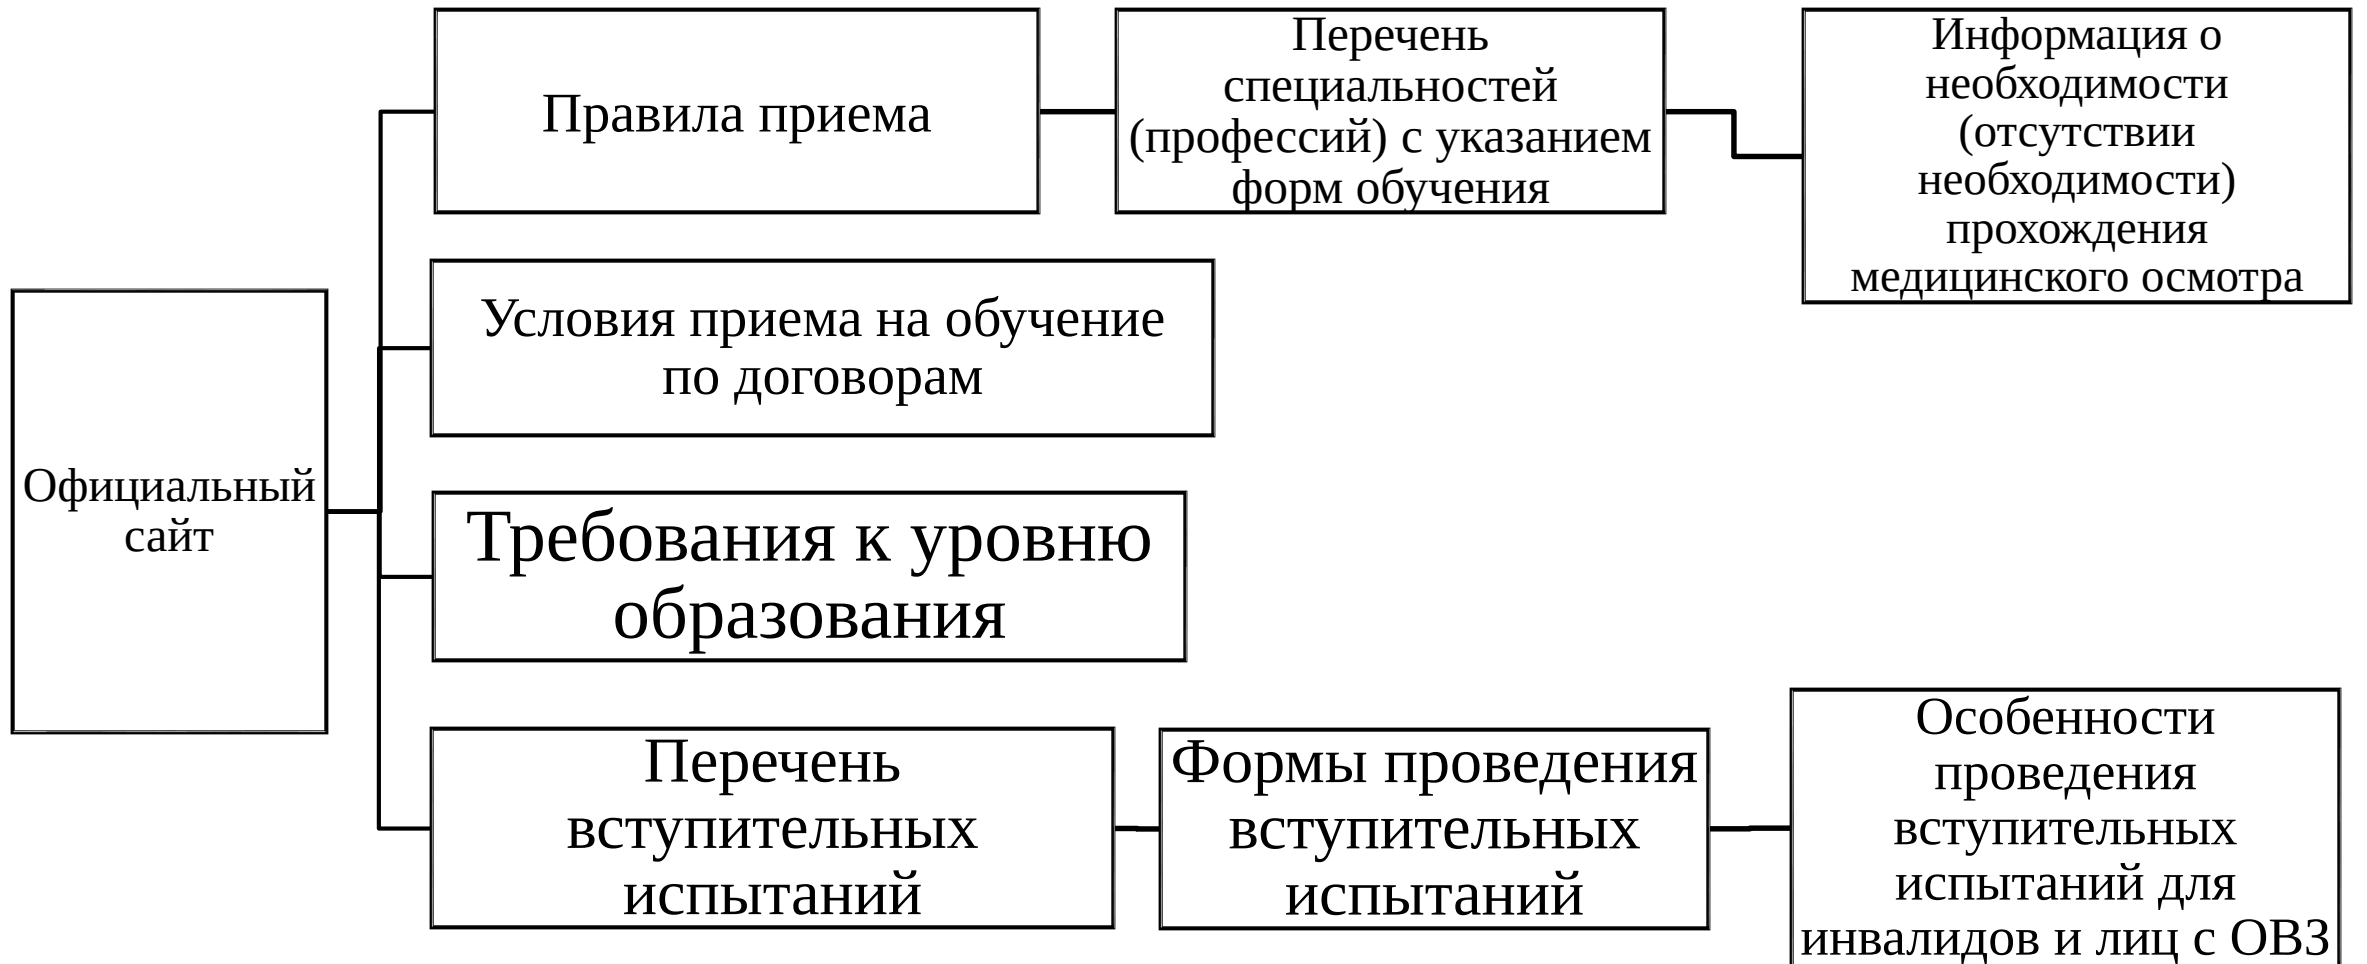 Официальный
сайт
Правила приема
Перечень
специальностей
(профессий) с указанием
форм обучения
Информация о
необходимости
(отсутствии
необходимости)
прохождения
медицинского осмотра
Условия приема на обучение
по договорам
Требования к уровню
образования
Перечень
вступительных
испытаний
Формы проведения
вступительных
испытаний
Особенности
проведения
вступительных
испытаний для
инвалидов и лиц с ОВЗ